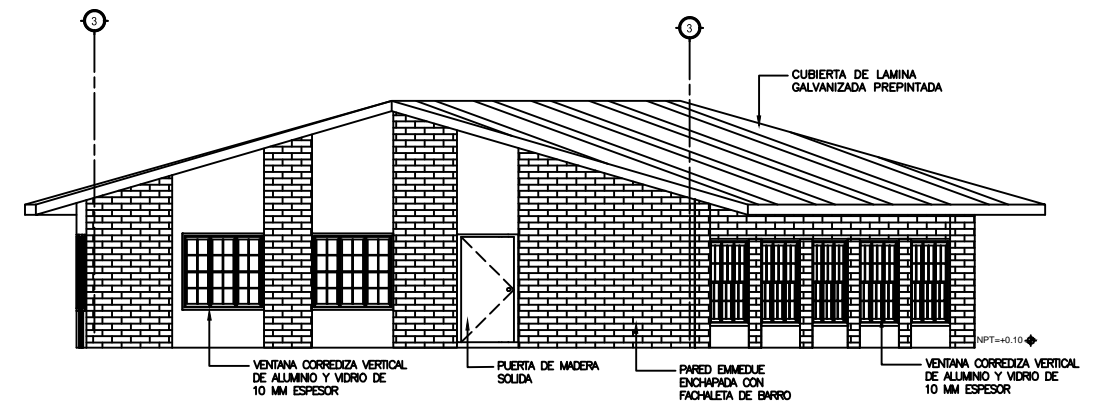 3
3
CUBIERTA DE LAMINA
GALVANIZADA PREPINTADA
NPT=+0.10
VENTANA CORREDIZA VERTICAL
DE ALUMINIO Y VIDRIO DE
10 MM ESPESOR
PUERTA DE MADERA
SOLIDA
PARED EMMEDUE
ENCHAPADA CON
FACHALETA DE BARRO
VENTANA CORREDIZA VERTICAL
DE ALUMINIO Y VIDRIO DE
10 MM ESPESOR